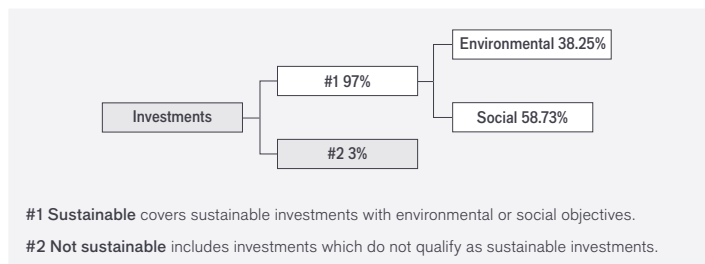 Environmental 38.25%
#1 97%
Investments
Social 58.73%
#2 3%
#1 Sustainable covers sustainable investments with environmental or social objectives.
#2 Not sustainable includes investments which do not qualify as sustainable investments.